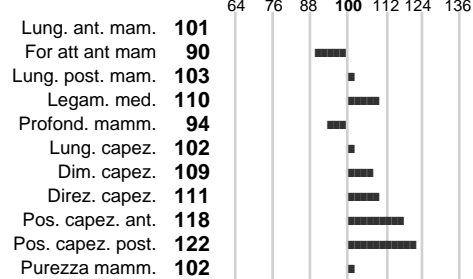 64 76 88 100 112 124 136
Lung. ant. mam. 101
For att ant mam 90
Lung. post. mam. 103
Legam. med. 110
Profond. mamm. 94
Lung. capez. 102
Dim. capez. 109
Direz. capez. 111
Pos. capez. ant. 118
Pos. capez. post. 122
Purezza mamm. 102